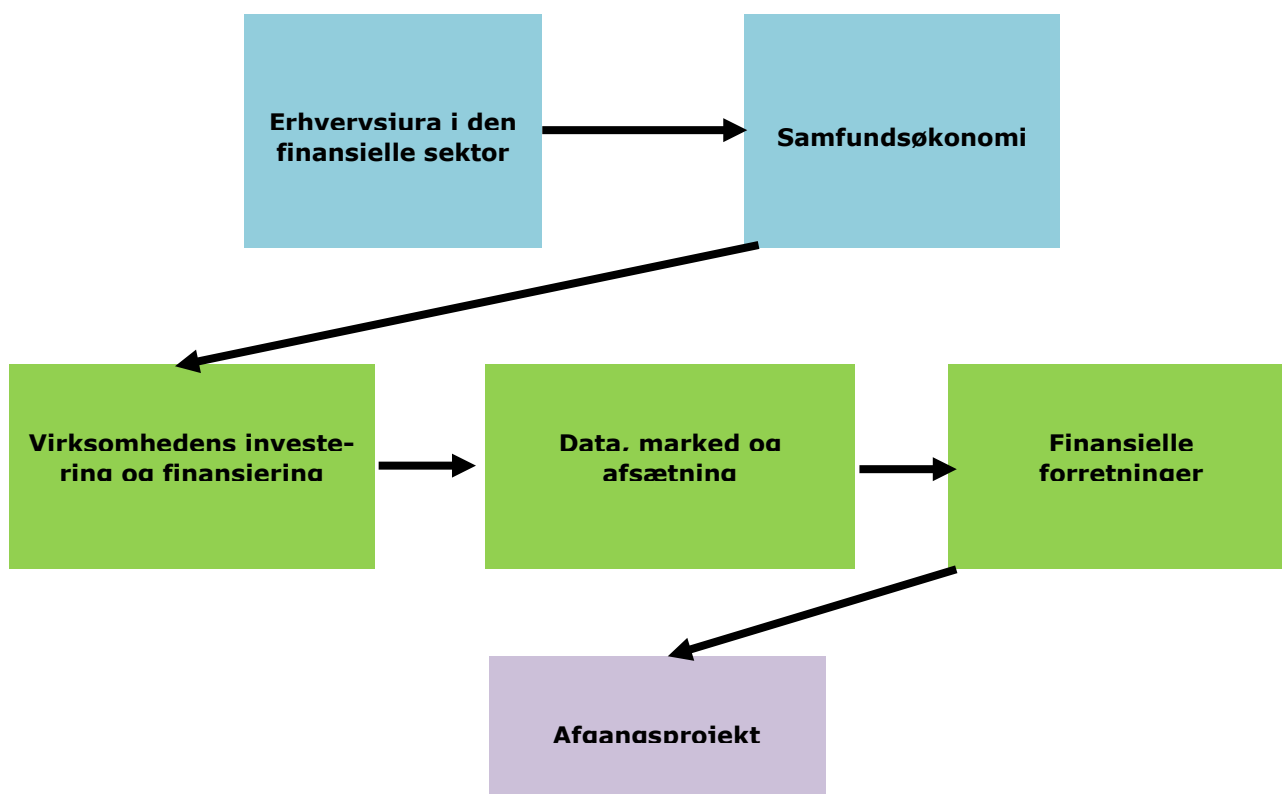 Erhvervsjura i den
finansielle sektor
Samfundsøkonomi
Virksomhedens investe-
ring og finansiering
Data, marked og
afsætning
Finansielle
forretninger
Afgangsprojekt